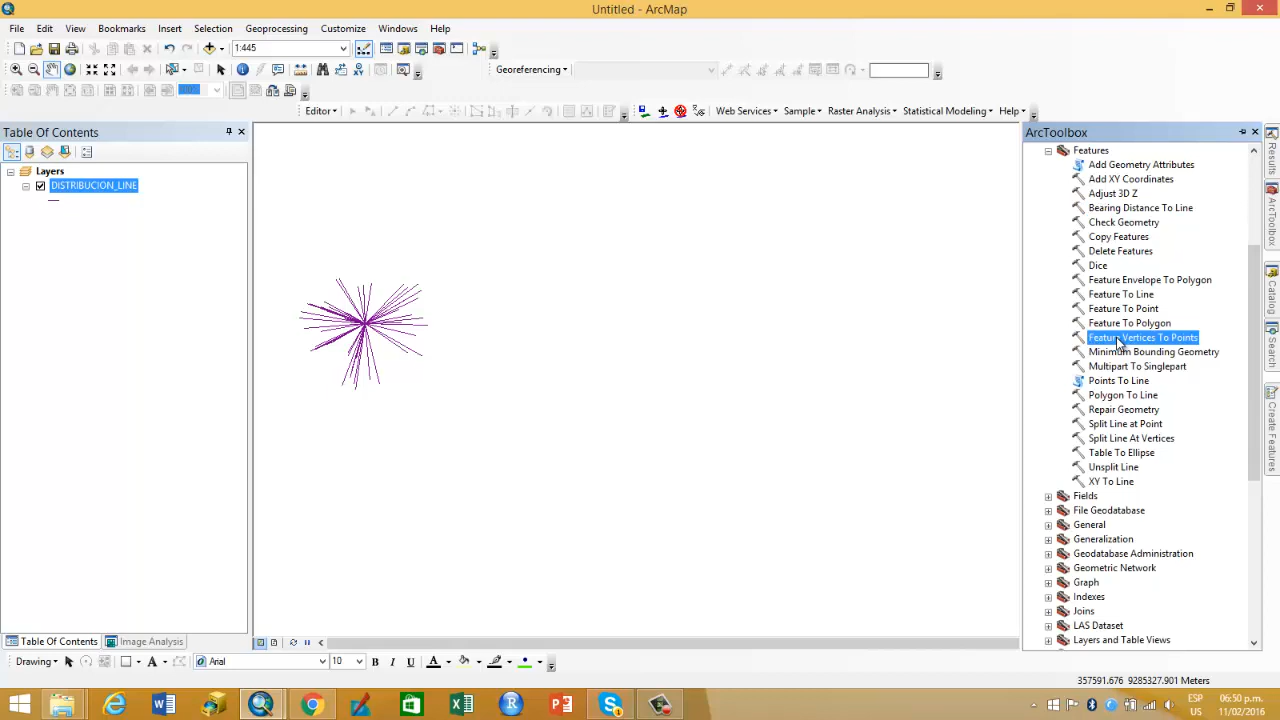 Untitled - ArcMap
File Edit View Bookmarks Insert Selection Geoprocessing Customize Windows Help
1:445
Georeferencing
Editor Web Services Sample Raster Analysis Statistical Modeling Help
Table Of Contents
Layers
DISTRIBUCION_LINE
ArcToolbox
Features
Add Geometry Attributes
Add XY Coordinates
Adjust 3D Z
Bearing Distance To Line
Check Geometry
Copy Features
Delete Features
Dice
Feature Envelope To Polygon
Feature To Line
Feature To Point
Feature To Polygon
Feature Vertices To Points
Minimum Bounding Geometry
Multipart To Singlepart
Points To Line
Polygon To Line
Repair Geometry
Split Line at Point
Split Line At Vertices
Table To Ellipse
Unsplit Line
XY To Line
Fields
File Geodatabase
General
Generalization
Geodatabase Administration
Geometric Network
Graph
Indexes
Joins
LAS Dataset
Layers and Table Views
Results
ArcToolbox
Catalog
Search
Create Features
Table Of Contents Image Analysis
Drawing Arial 10 B I U A
357591.676 9285327.901 Meters
ESP 06:50 p.m.
US 11/02/2016